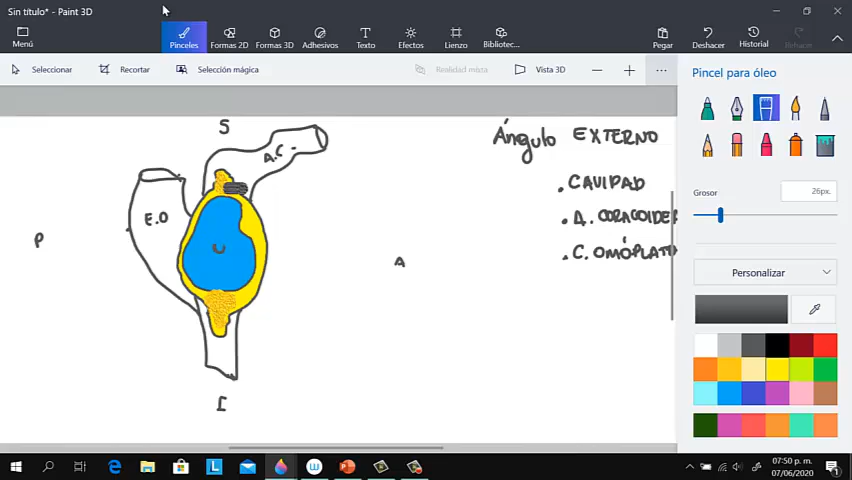 Sin título* - Paint 3D
Menú
Pinceles
Formas 2D
Formas 3D
Adhesivos
Texto
Efectos
Lienzo
Bibliotec...
Pegar
Deshacer
Historial
Rehacer
Seleccionar
Recortar
Selección mágica
Realidad mixta
Vista 3D
Pincel para óleo
Grosor
26px
Personalizar
S
A.C.
E.O
U
P
A
I
Ángulo EXTERNO
. CAVIDAD
. A. CORACOIDE
. C. OMÓPLAT
07:50 p. m.
07/06/2020